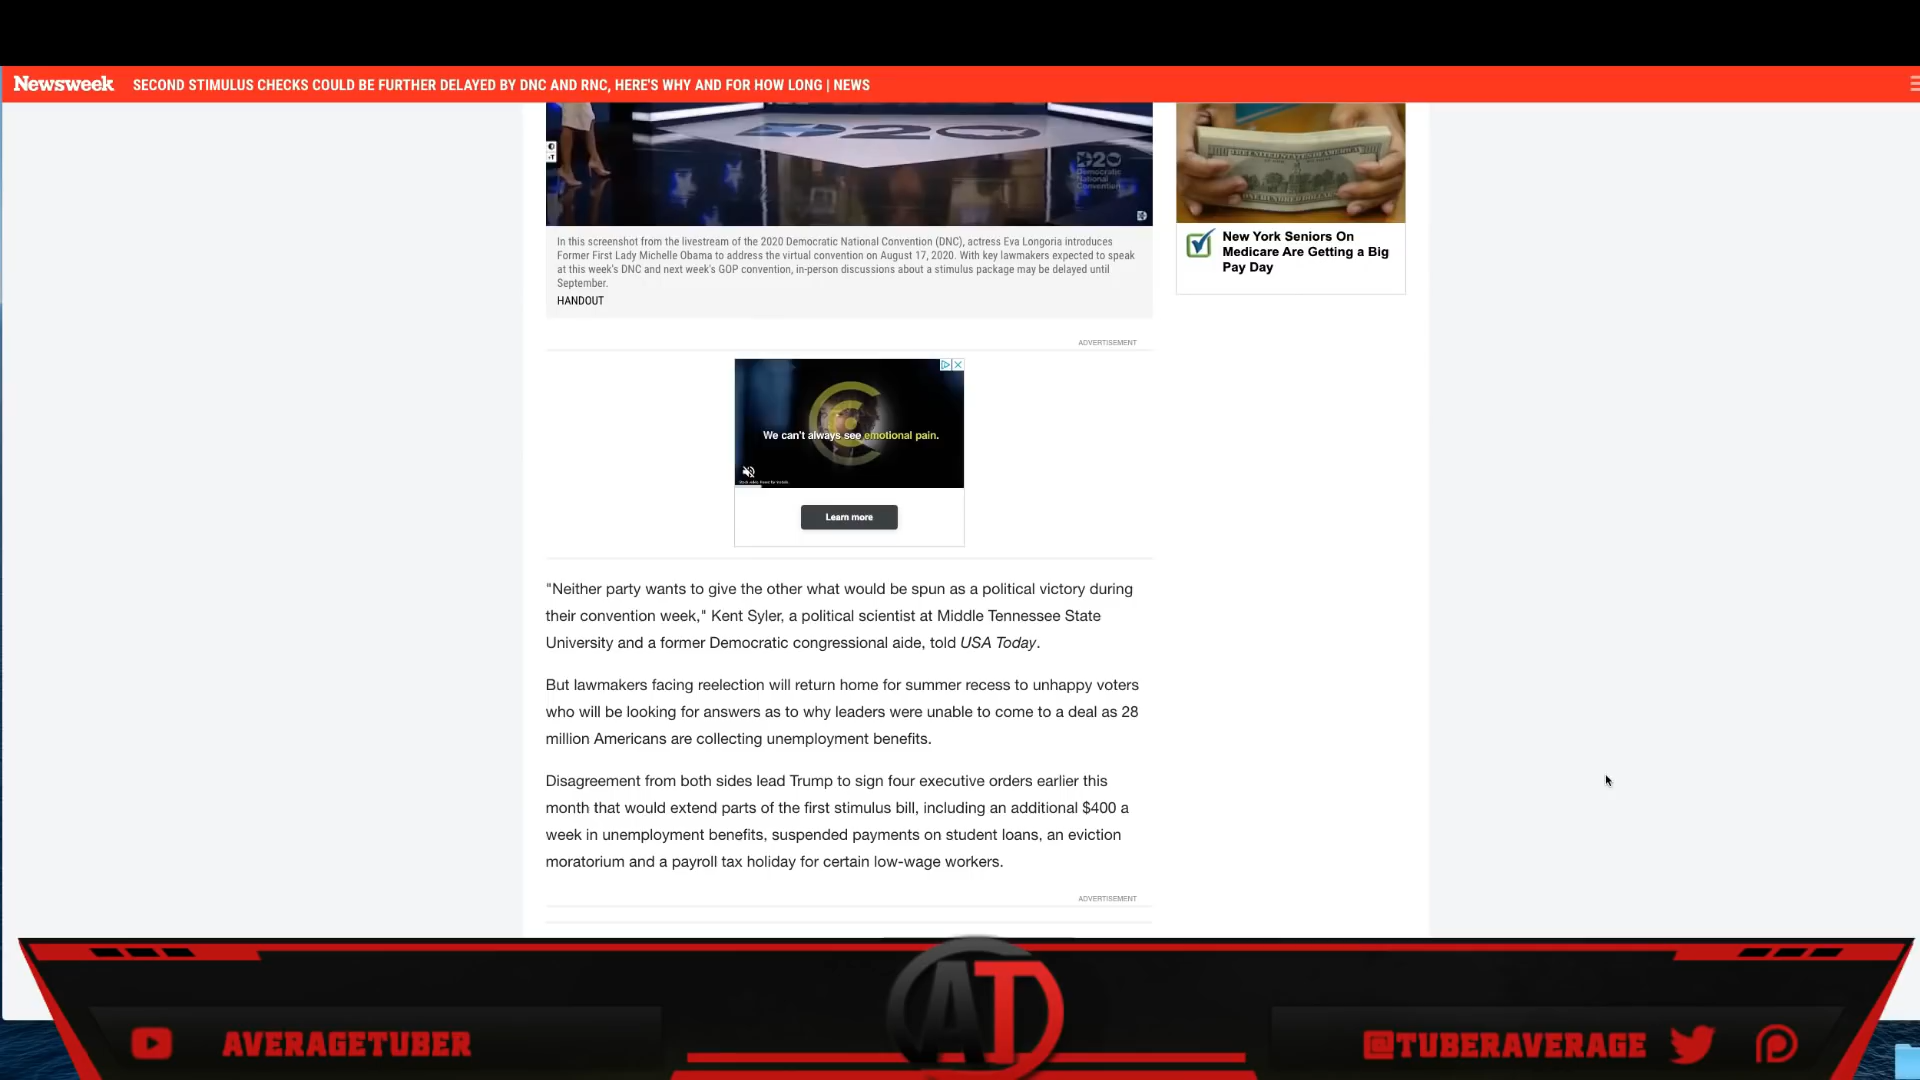 Newsweek SECOND STIMULUS CHECKS COULD BE FURTHER DELAYED BY DNC AND RNC, HERE'S WHY AND FOR HOW LONG | NEWS
D20
D20
Democratic
National
Convention
In this screenshot from the livestream of the 2020 Democratic National Convention (DNC), actress Eva Longoria introduces
Former First Lady Michelle Obama to address the virtual convention on August 17, 2020. With key lawmakers expected to speak
at this week's DNC and next week's GOP convention, in-person discussions about a stimulus package may be delayed until
September.
HANDOUT
New York Seniors On
Medicare Are Getting a Big
Pay Day
ADVERTISEMENT
We can't always see emotional pain.
Learn more
"Neither party wants to give the other what would be spun as a political victory during
their convention week," Kent Syler, a political scientist at Middle Tennessee State
University and a former Democratic congressional aide, told USA Today.
But lawmakers facing reelection will return home for summer recess to unhappy voters
who will be looking for answers as to why leaders were unable to come to a deal as 28
million Americans are collecting unemployment benefits.
Disagreement from both sides lead Trump to sign four executive orders earlier this
month that would extend parts of the first stimulus bill, including an additional $400 a
week in unemployment benefits, suspended payments on student loans, an eviction
moratorium and a payroll tax holiday for certain low-wage workers.
ADVERTISEMENT
AT
AVERAGETUBER
@TUBERAVERAGE